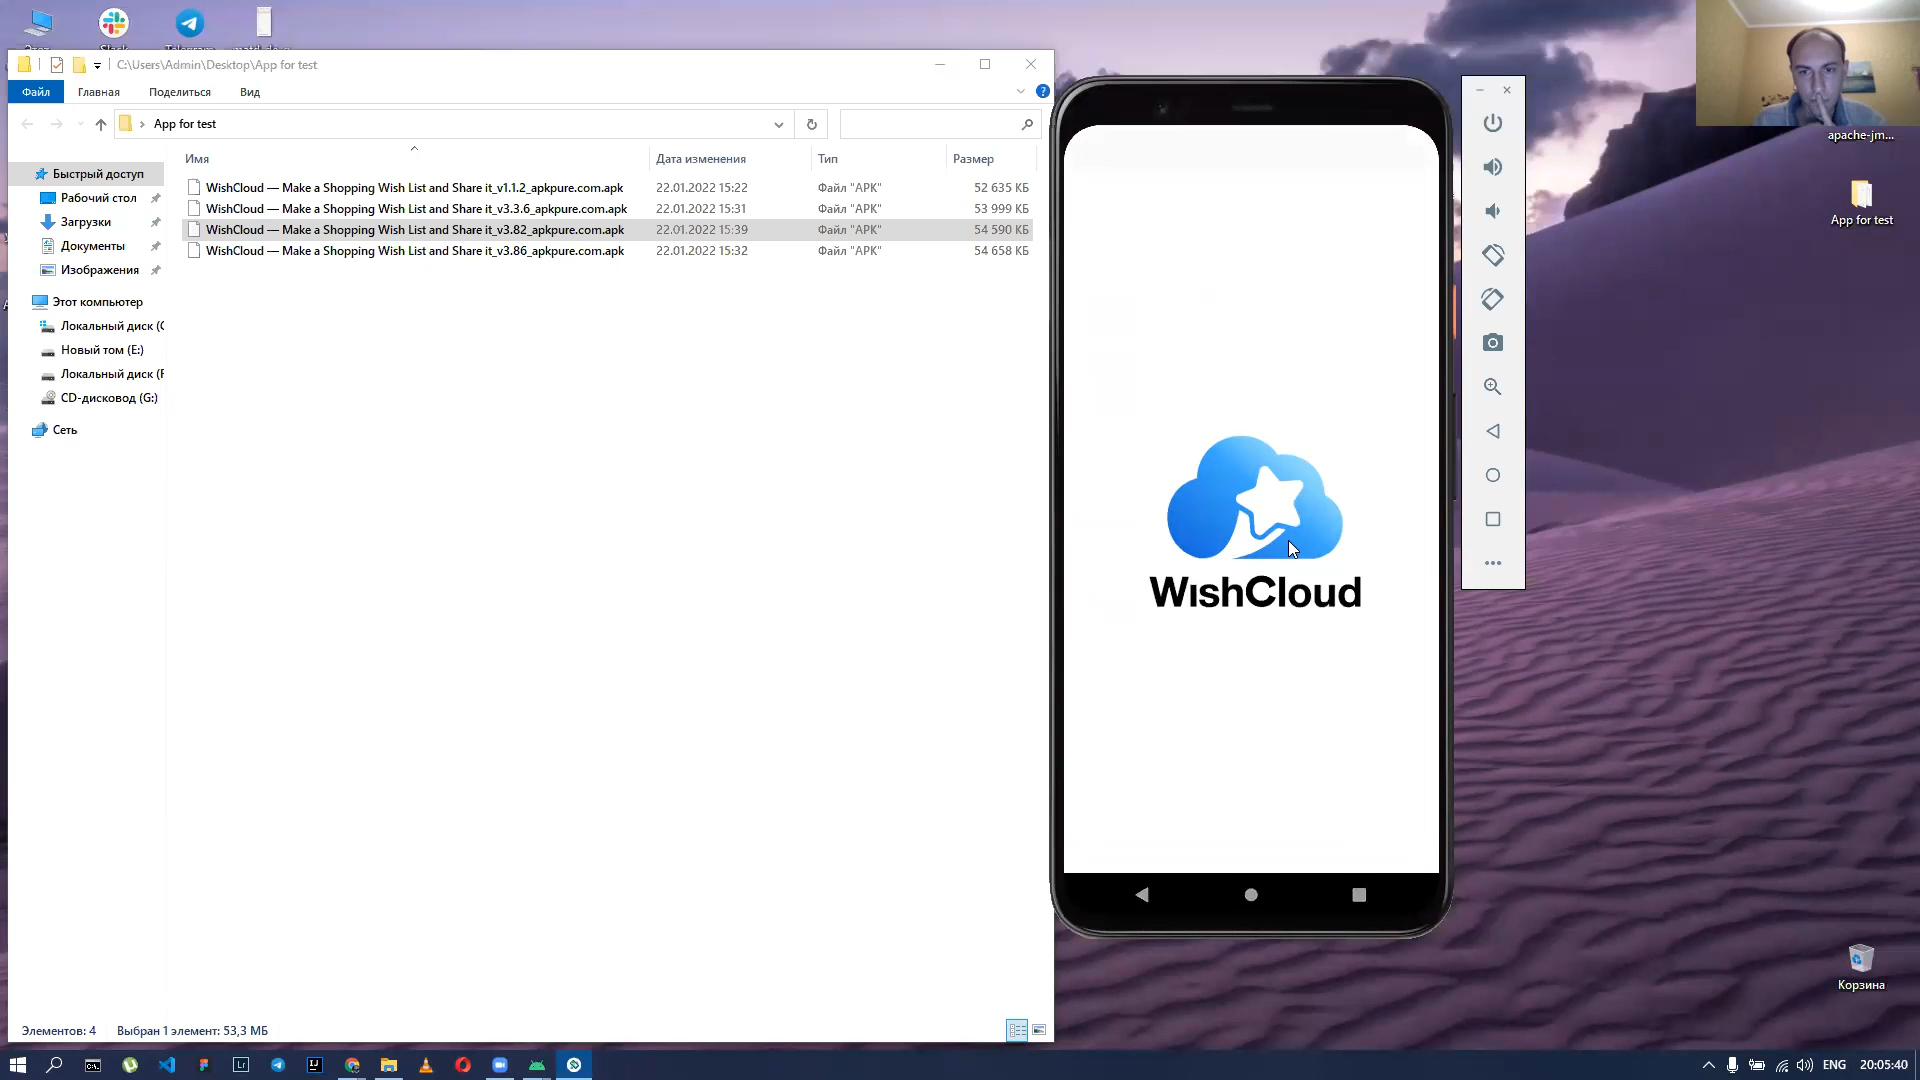 Slack
Telegram
C:\Users\Admin\Desktop\App for test
Файл Главная Поделиться Вид
App for test
Имя Дата изменения Тип Размер
WishCloud — Make a Shopping Wish List and Share it_v1.1.2_apkpure.com.apk 22.01.2022 15:22 Файл "APK" 52 635 КБ
WishCloud — Make a Shopping Wish List and Share it_v3.3.6_apkpure.com.apk 22.01.2022 15:31 Файл "APK" 53 999 КБ
WishCloud — Make a Shopping Wish List and Share it_v3.82_apkpure.com.apk 22.01.2022 15:39 Файл "APK" 54 590 КБ
WishCloud — Make a Shopping Wish List and Share it_v3.86_apkpure.com.apk 22.01.2022 15:32 Файл "APK" 54 658 КБ
Быстрый доступ
Рабочий стол
Загрузки
Документы
Изображения
Этот компьютер
Локальный диск (C
Новый том (E:)
Локальный диск (F
CD-дисковод (G:)
Сеть
Элементов: 4 Выбран 1 элемент: 53,3 МБ
WishCloud
apache-jm...
App for test
Корзина
Lr
ENG 20:05:40